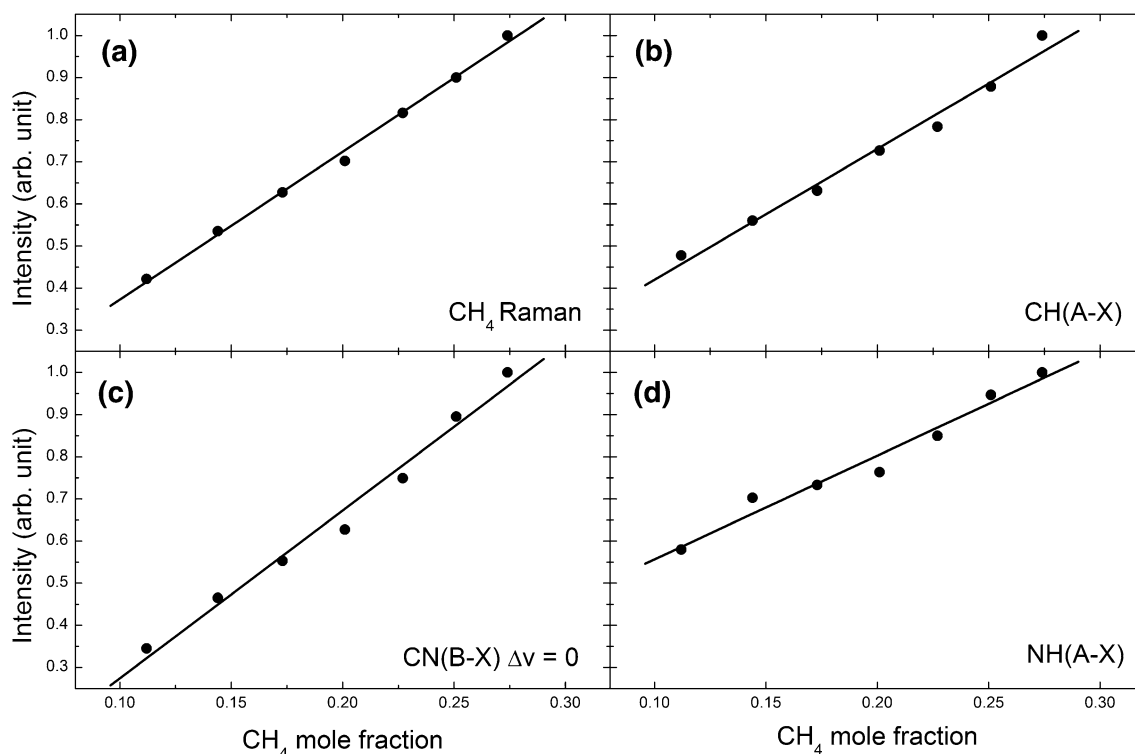 (a)
1.0
0.9
0.8
0.7
0.6
0.5
0.4
0.3
Intensity (arb. unit)
CH₄ Raman
(b)
CH(A-X)
(c)
1.0
0.9
0.8
0.7
0.6
0.5
0.4
0.3
Intensity (arb. unit)
CN(B-X) Δv = 0
(d)
NH(A-X)
0.10 0.15 0.20 0.25 0.30
0.10 0.15 0.20 0.25 0.30
CH₄ mole fraction
CH₄ mole fraction